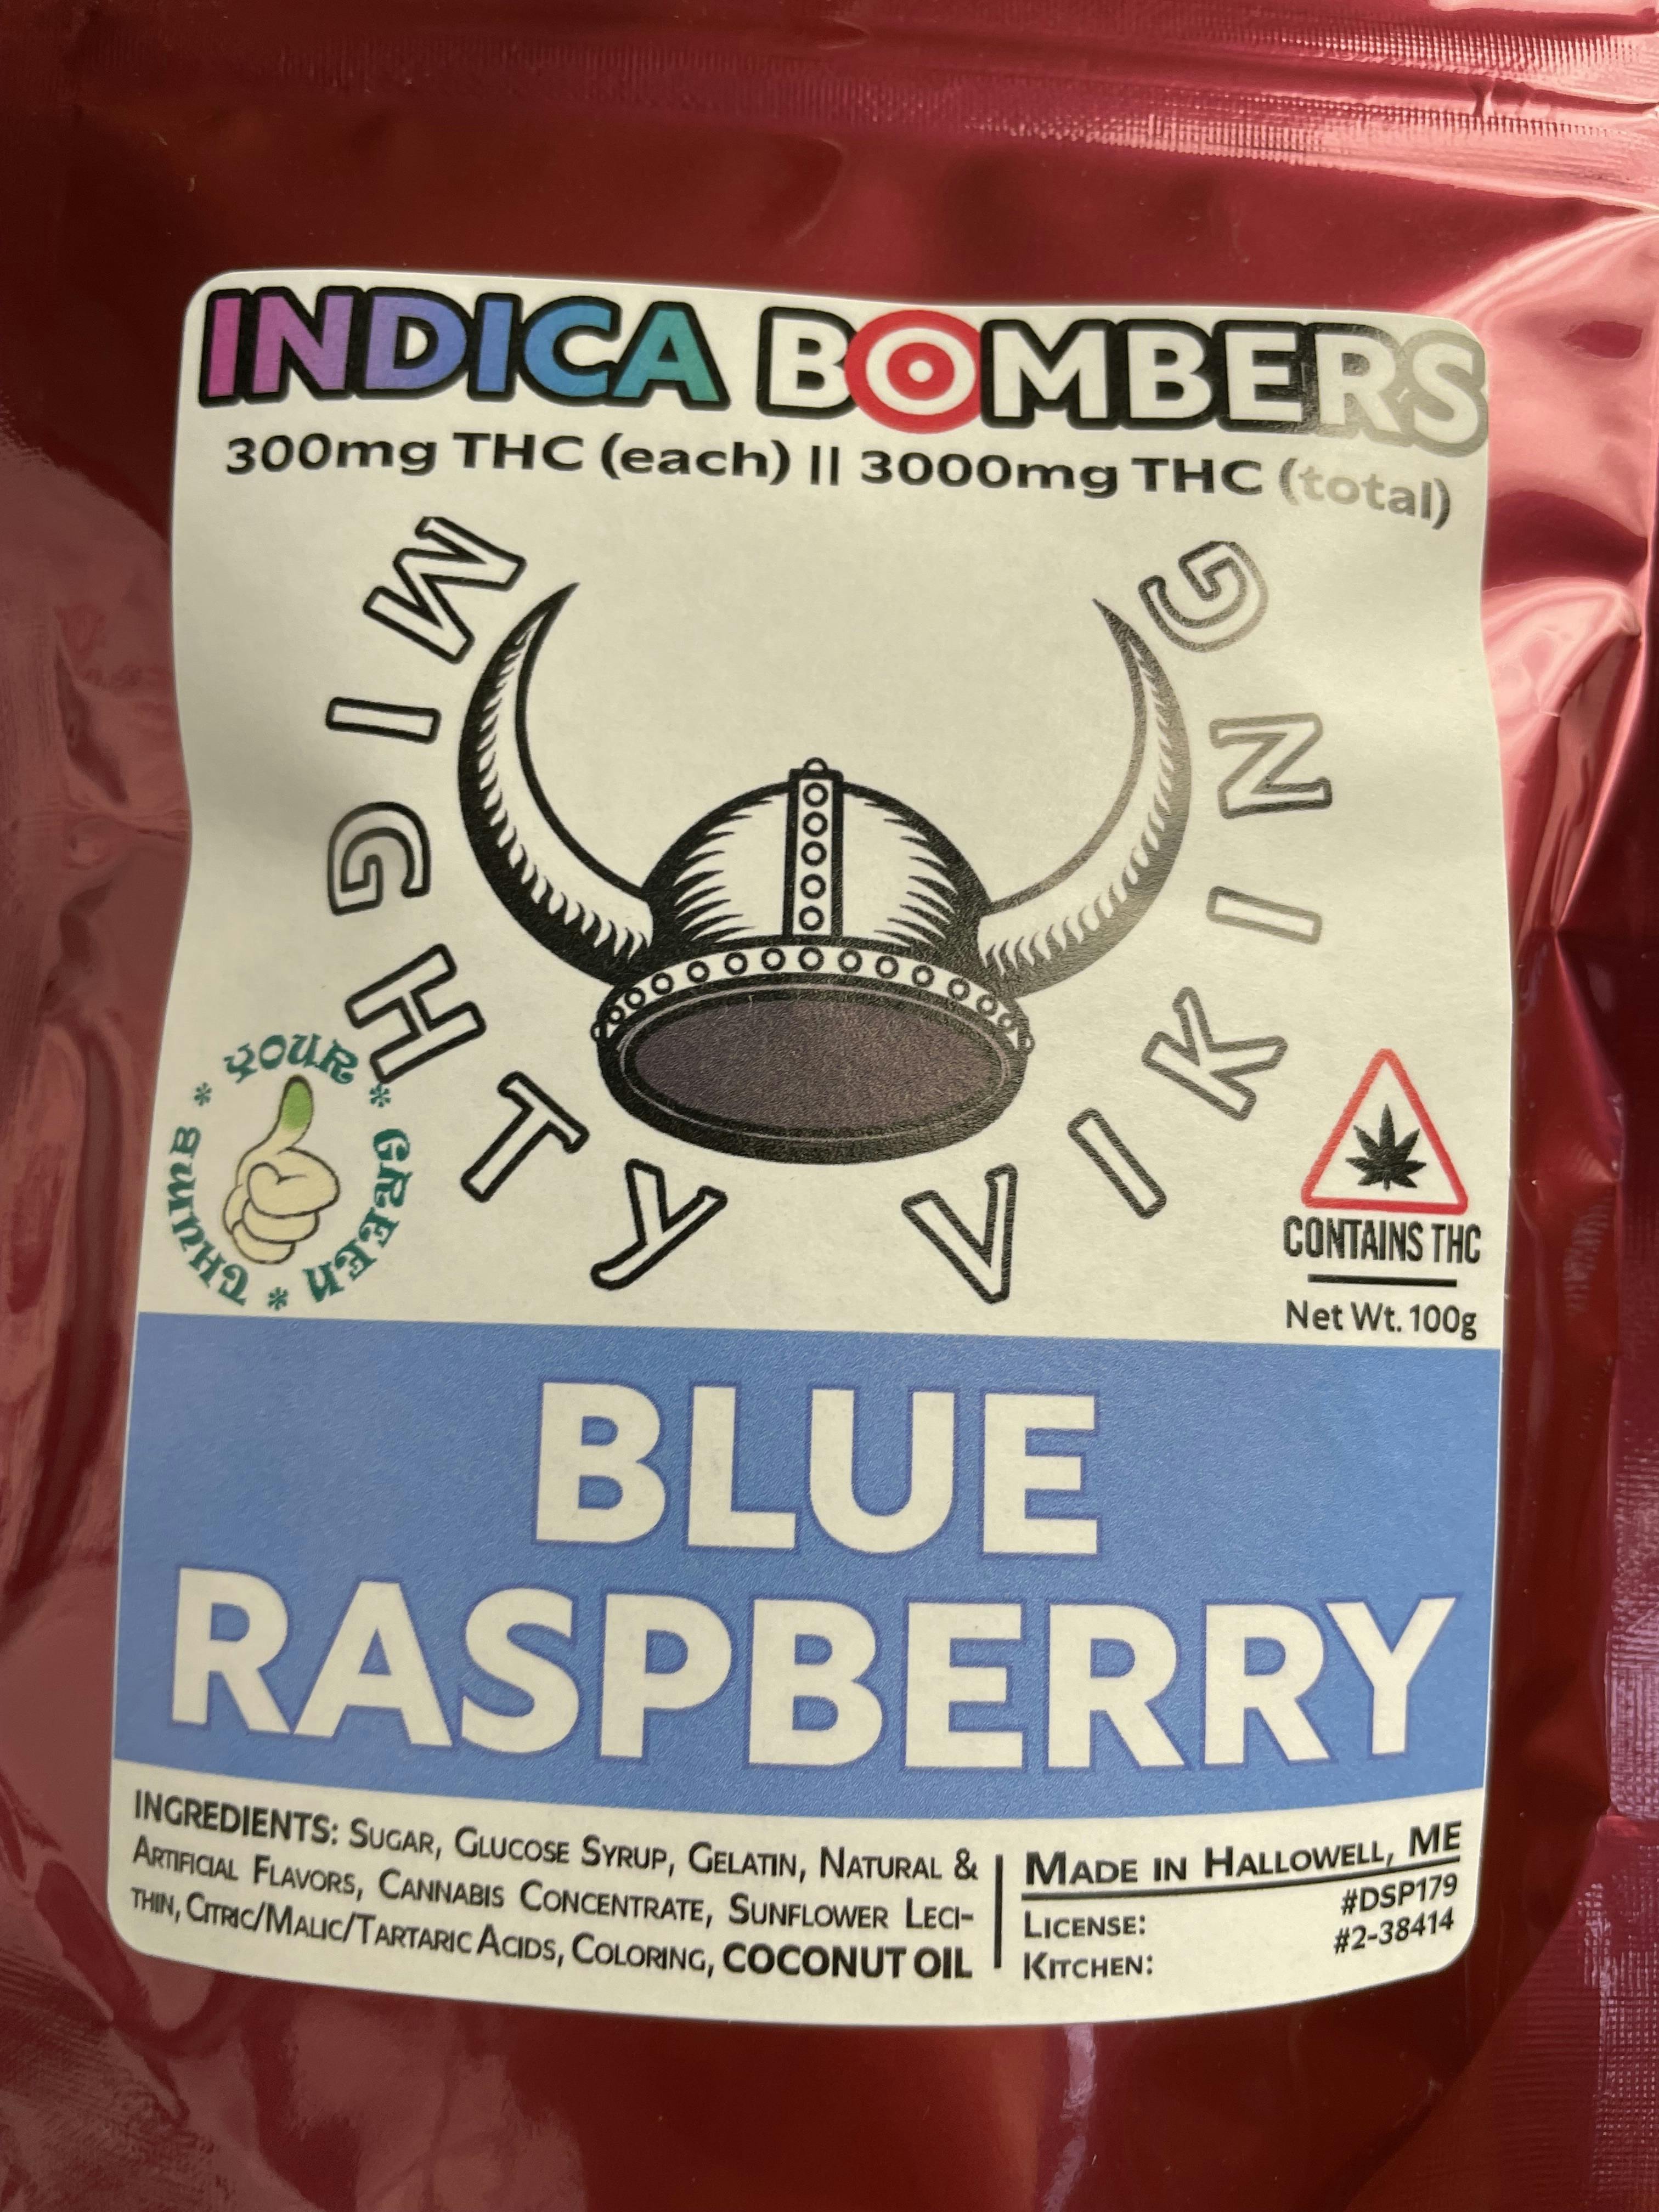 INDICA BOMBERS
300mg THC (each) || 3000mg THC (total)
WIGHTY VIKING
YOUR * GREEN * THUMB *
CONTAINS THC
Net Wt. 100g
BLUE
RASPBERRY
INGREDIENTS: SUGAR, GLUCOSE SYRUP, GELATIN, NATURAL &
ARTIFICIAL FLAVORS, CANNABIS CONCENTRATE, SUNFLOWER LECI-
THIN, CITRIC/MALIC/TARTARIC ACIDS, COLORING, COCONUT OIL
MADE IN HALLOWELL, ME
LICENSE: #DSP179
KITCHEN: #2-38414